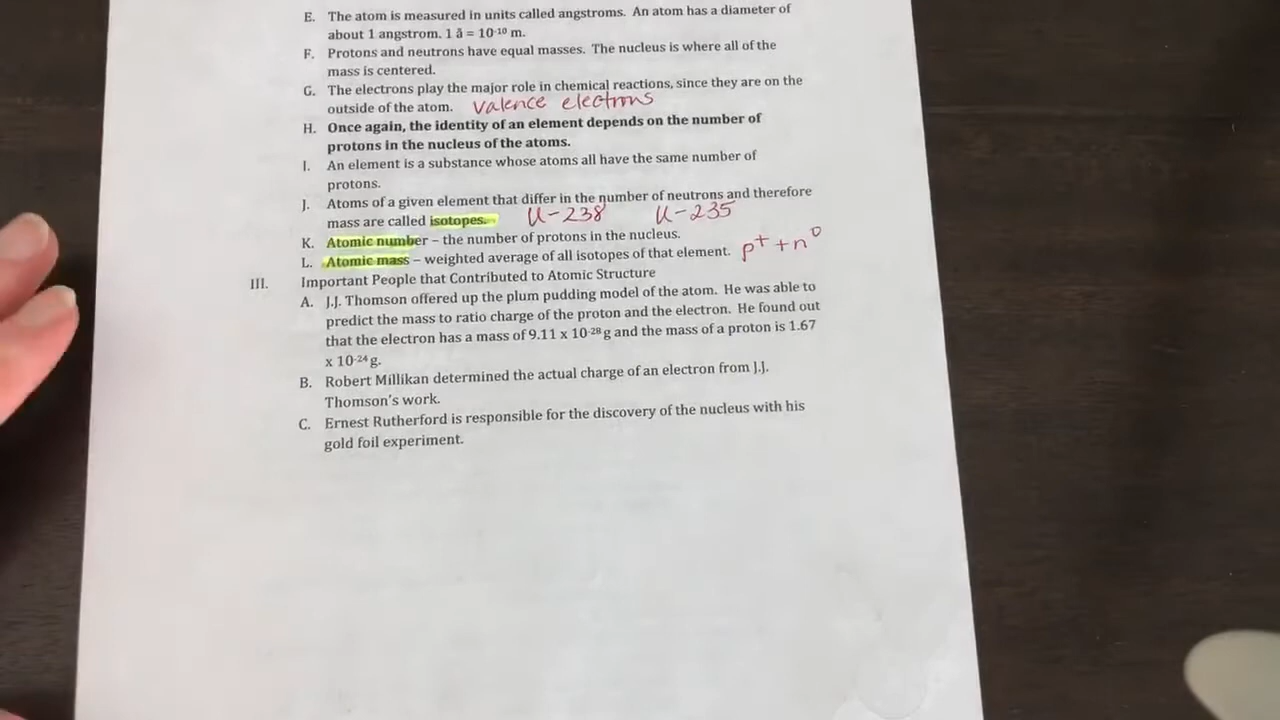 E. The atom is measured in units called angstroms. An atom has a diameter of
about 1 angstrom. 1 å = 10⁻¹⁰ m.
F. Protons and neutrons have equal masses. The nucleus is where all of the
mass is centered.
G. The electrons play the major role in chemical reactions, since they are on the
outside of the atom. valence electrons
H. Once again, the identity of an element depends on the number of
protons in the nucleus of the atoms.
I. An element is a substance whose atoms all have the same number of
protons.
J. Atoms of a given element that differ in the number of neutrons and therefore
mass are called isotopes. U-238 U-235
K. Atomic number – the number of protons in the nucleus.
L. Atomic mass – weighted average of all isotopes of that element. p⁺ + n⁰
III. Important People that Contributed to Atomic Structure
A. J.J. Thomson offered up the plum pudding model of the atom. He was able to
predict the mass to ratio charge of the proton and the electron. He found out
that the electron has a mass of 9.11 x 10⁻²⁸ g and the mass of a proton is 1.67
x 10⁻²⁴ g.
B. Robert Millikan determined the actual charge of an electron from J.J.
Thomson's work.
C. Ernest Rutherford is responsible for the discovery of the nucleus with his
gold foil experiment.